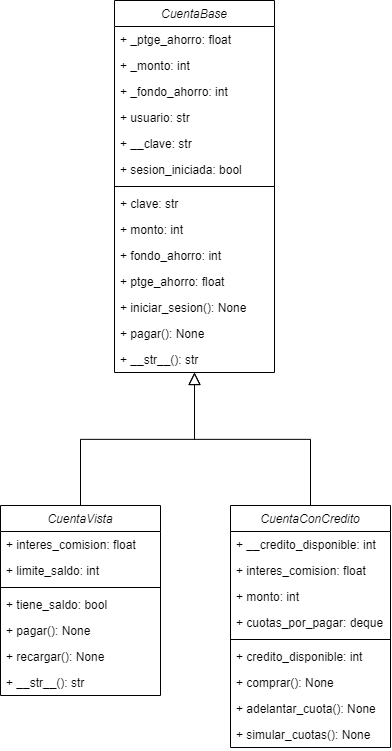 CuentaBase
+ _ptge_ahorro: float
+ _monto: int
+ _fondo_ahorro: int
+ usuario: str
+ __clave: str
+ sesion_iniciada: bool
+ clave: str
+ monto: int
+ fondo_ahorro: int
+ ptge_ahorro: float
+ iniciar_sesion(): None
+ pagar(): None
+ __str__(): str
CuentaVista
+ interes_comision: float
+ limite_saldo: int
+ tiene_saldo: bool
+ pagar(): None
+ recargar(): None
+ __str__(): str
CuentaConCredito
+ __credito_disponible: int
+ interes_comision: float
+ monto: int
+ cuotas_por_pagar: deque
+ credito_disponible: int
+ comprar(): None
+ adelantar_cuota(): None
+ simular_cuotas(): None